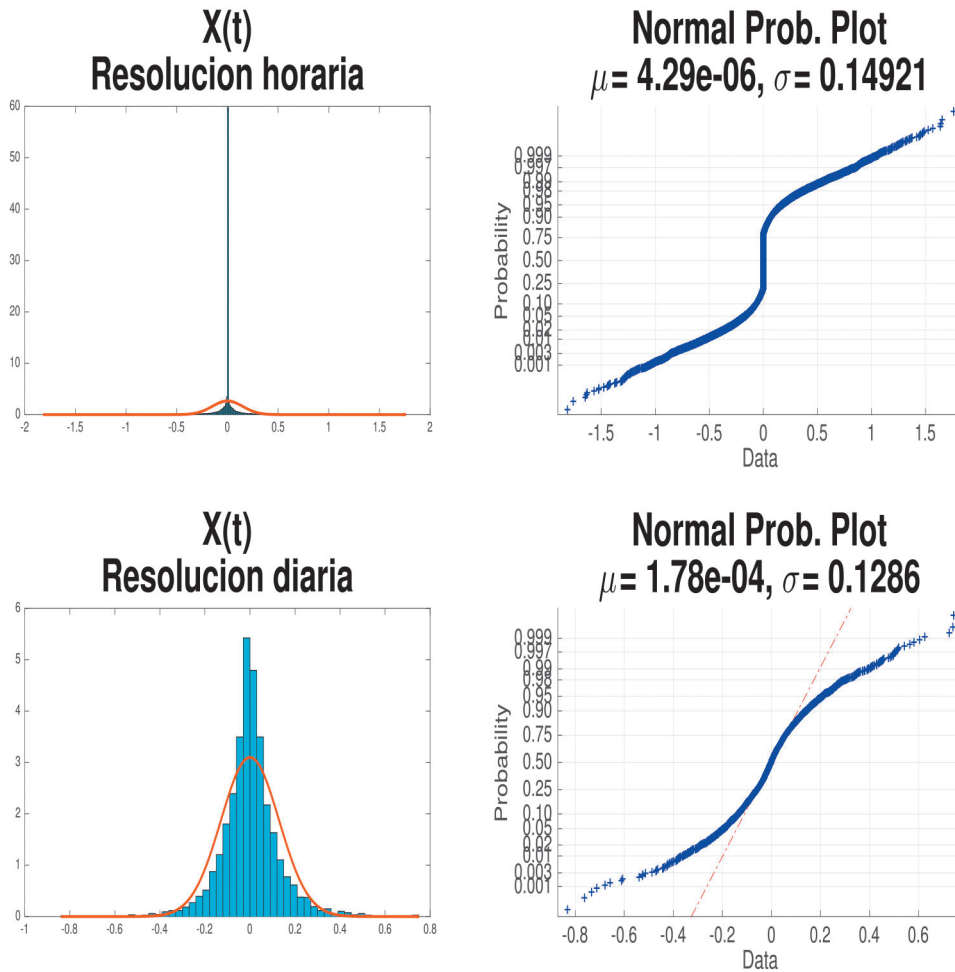 X(t)
Resolucion horaria
60
50
40
30
20
10
0
-2 -1.5 -1 -0.5 0 0.5 1 1.5 2
Normal Prob. Plot
μ= 4.29e-06, σ= 0.14921
Probability
0.999
0.997
0.99
0.98
0.95
0.90
0.75
0.50
0.25
0.10
0.05
0.02
0.01
0.003
0.001
-1.5 -1 -0.5 0 0.5 1 1.5
Data
X(t)
Resolucion diaria
6
5
4
3
2
1
0
-1 -0.8 -0.6 -0.4 -0.2 0 0.2 0.4 0.6 0.8
Normal Prob. Plot
μ= 1.78e-04, σ= 0.1286
Probability
0.999
0.997
0.99
0.98
0.95
0.90
0.75
0.50
0.25
0.10
0.05
0.02
0.01
0.003
0.001
-0.8 -0.6 -0.4 -0.2 0 0.2 0.4 0.6
Data